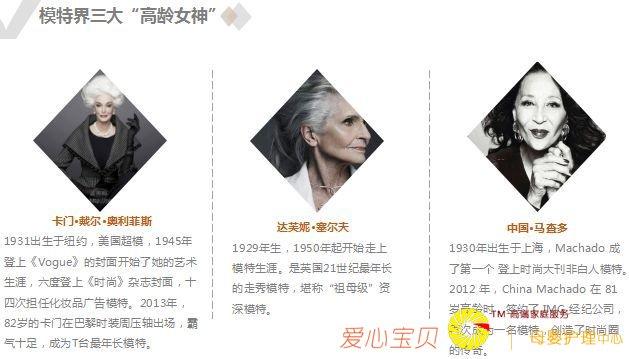 模特界三大“高龄女神”
卡门·戴尔·奥利菲斯
1931出生于纽约，美国超模，1945年
登上《Vogue》的封面开始了她的艺术
生涯，六度登上《时尚》杂志封面，十
四次担任化妆品广告模特。2013年，
82岁的卡门在巴黎时装周压轴出场，霸
气十足，成为T台最年长模特。
达芙妮·塞尔夫
1929年生，1950年起开始走上
模特生涯。是英国21世纪最年长
的走秀模特，堪称“祖母级”资
深模特。
中国·马查多
1930年出生于上海，Machado 成
了第一个 登上时尚大刊非白人模特。
2012 年，China Machado 在 81
岁高龄时，签约了 IMG 经纪公司，
再次成为一名模特，创造了时尚圈
的传奇。
爱心宝贝
TM 高端家庭服务
母婴护理中心